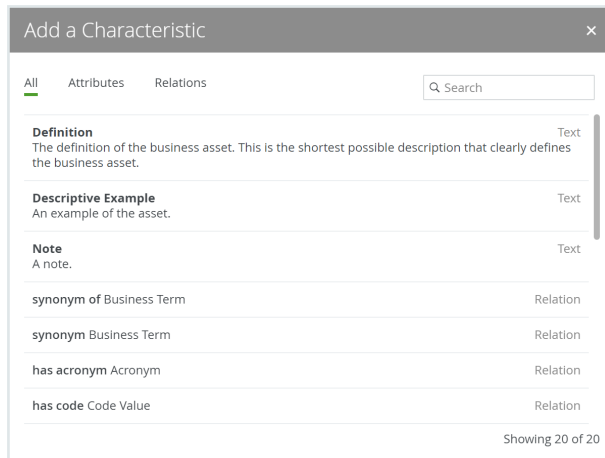 Add a Characteristic ×
All Attributes Relations Search
Definition Text
The definition of the business asset. This is the shortest possible description that clearly defines
the business asset.
Descriptive Example Text
An example of the asset.
Note Text
A note.
synonym of Business Term Relation
synonym Business Term Relation
has acronym Acronym Relation
has code Code Value Relation
Showing 20 of 20